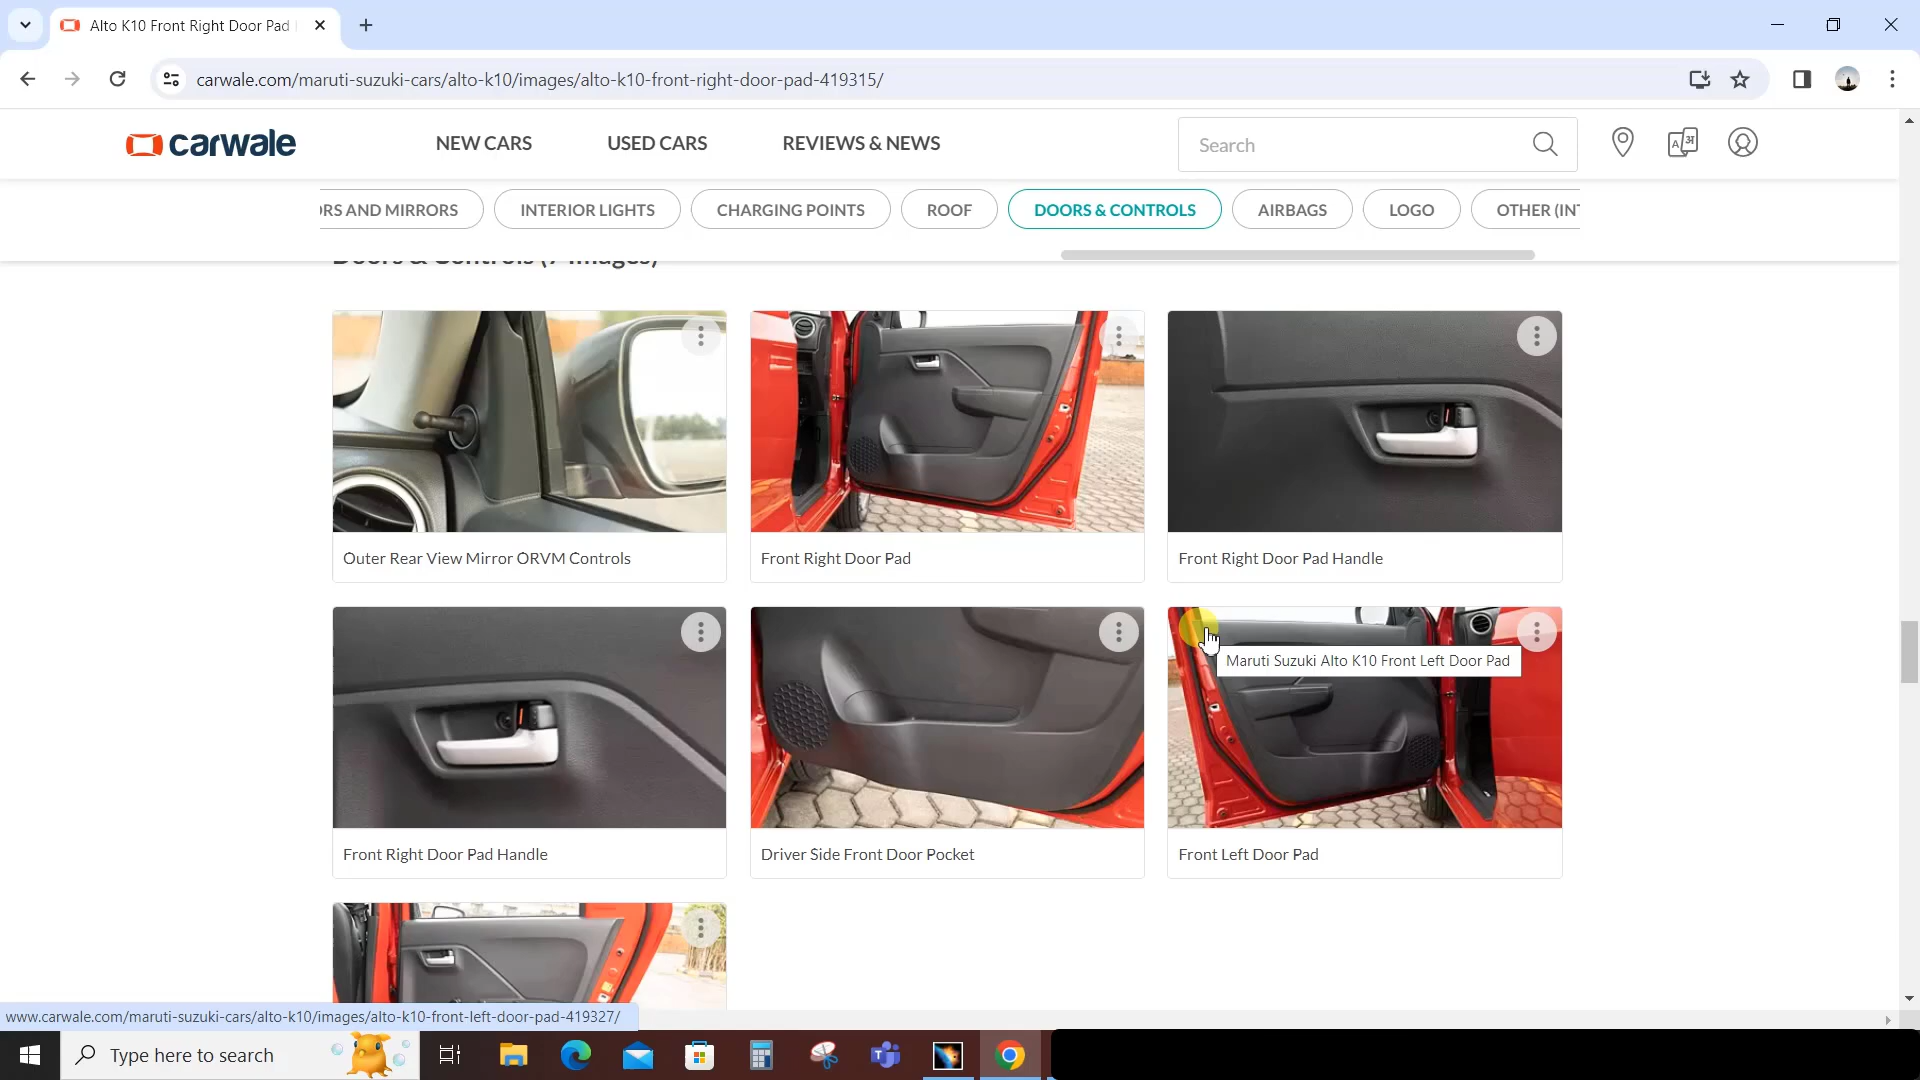 Alto K10 Front Right Door Pad
carwale.com/maruti-suzuki-cars/alto-k10/images/alto-k10-front-right-door-pad-419315/
carwale
NEW CARS
USED CARS
REVIEWS & NEWS
Search
RS AND MIRRORS
INTERIOR LIGHTS
CHARGING POINTS
ROOF
DOORS & CONTROLS
AIRBAGS
LOGO
OTHER (IN
Doors & Controls (7 Images)
Outer Rear View Mirror ORVM Controls
Front Right Door Pad
Front Right Door Pad Handle
Maruti Suzuki Alto K10 Front Left Door Pad
Front Right Door Pad Handle
Driver Side Front Door Pocket
Front Left Door Pad
www.carwale.com/maruti-suzuki-cars/alto-k10/images/alto-k10-front-left-door-pad-419327/
Type here to search